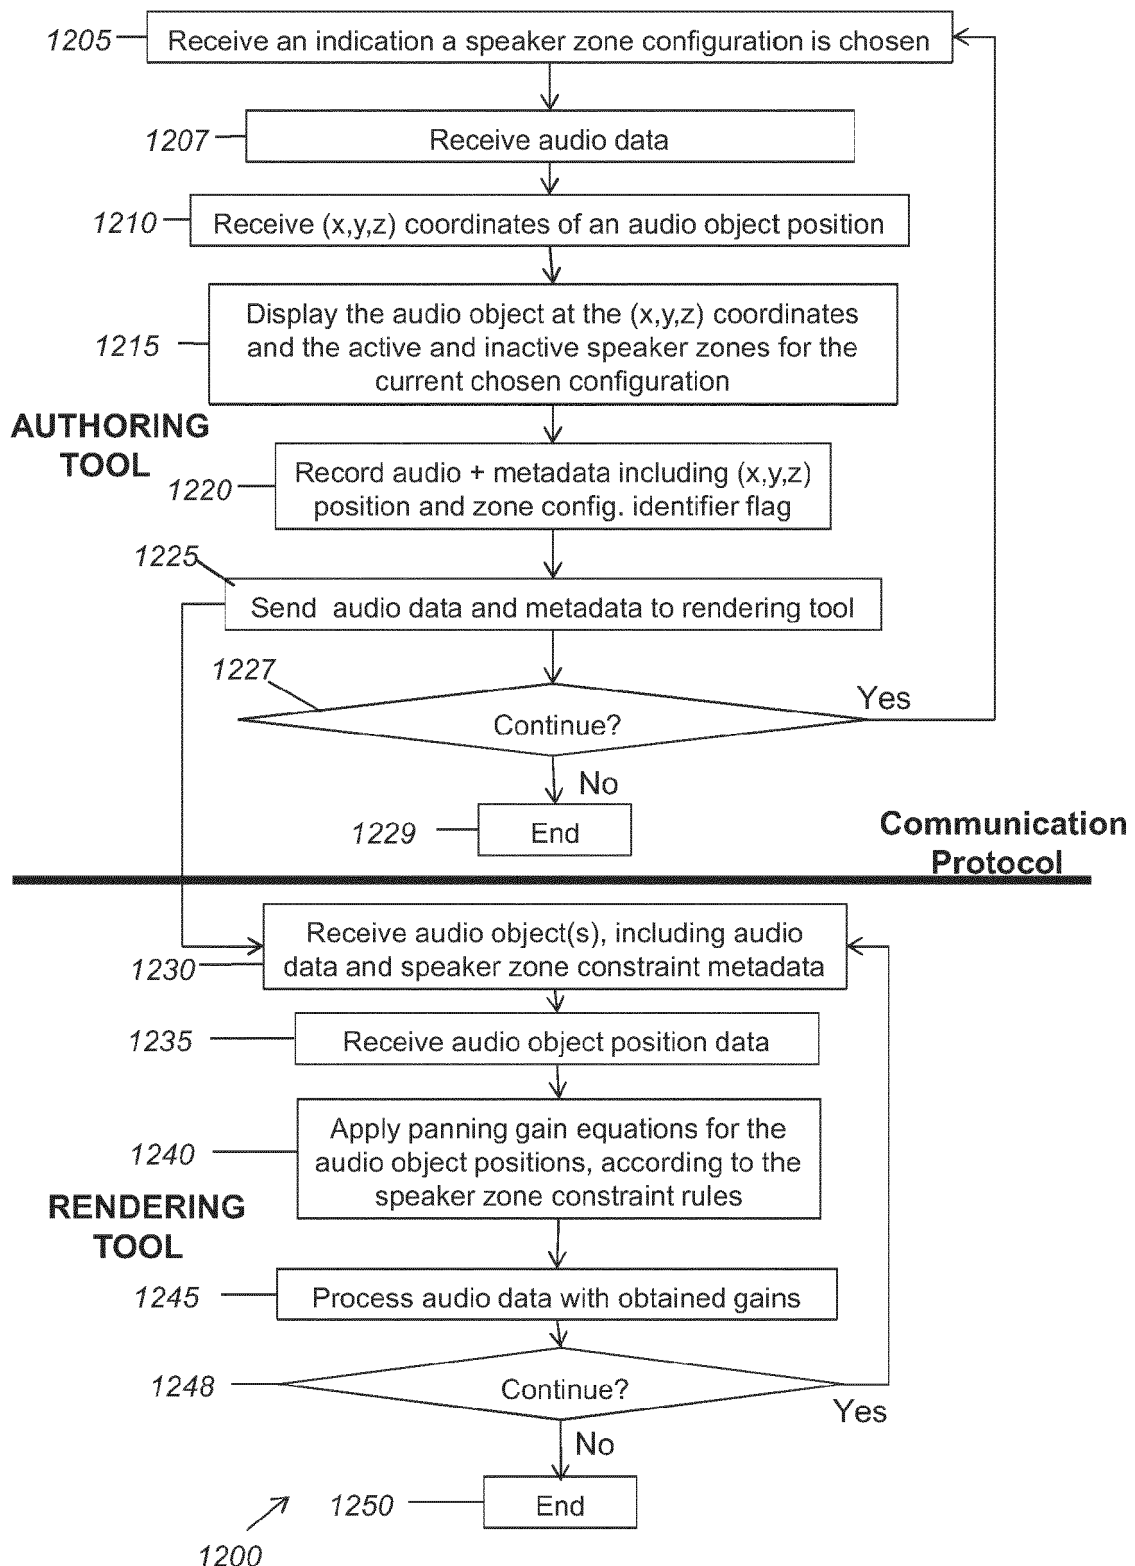 1205
Receive an indication a speaker zone configuration is chosen
1207
Receive audio data
1210
Receive (x,y,z) coordinates of an audio object position
1215
Display the audio object at the (x,y,z) coordinates
and the active and inactive speaker zones for the
current chosen configuration
AUTHORING
TOOL
1220
Record audio + metadata including (x,y,z)
position and zone config. identifier flag
1225
Send audio data and metadata to rendering tool
1227
Continue?
Yes
No
1229
End
Communication
Protocol
1230
Receive audio object(s), including audio
data and speaker zone constraint metadata
1235
Receive audio object position data
1240
Apply panning gain equations for the
audio object positions, according to the
speaker zone constraint rules
RENDERING
TOOL
1245
Process audio data with obtained gains
1248
Continue?
Yes
No
1250
End
1200